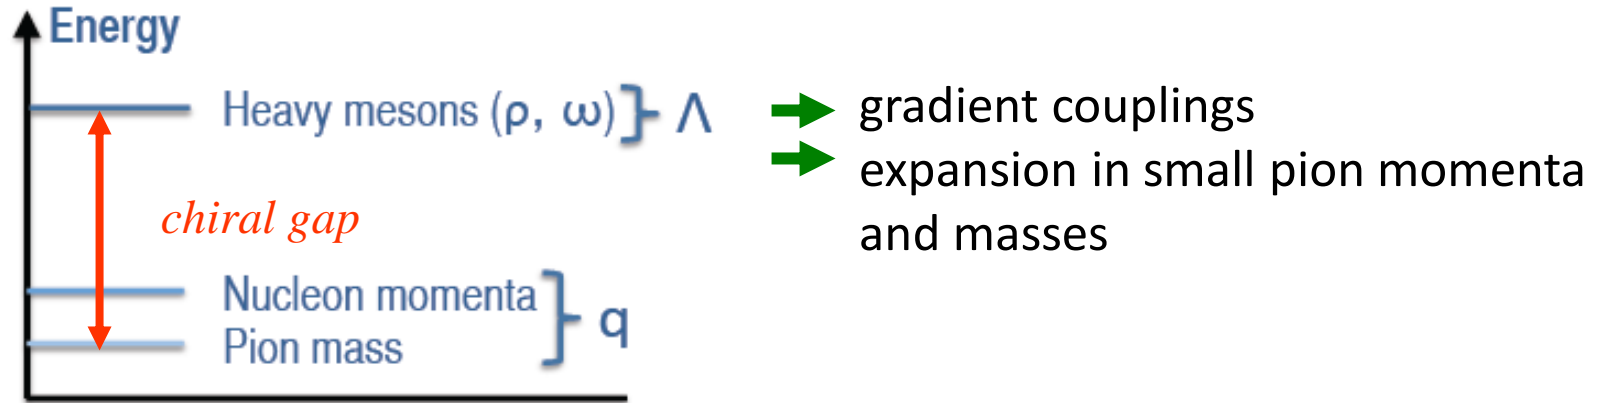 Energy
Heavy mesons (ρ, ω) Λ
gradient couplings
expansion in small pion momenta
and masses
chiral gap
Nucleon momenta
Pion mass
q